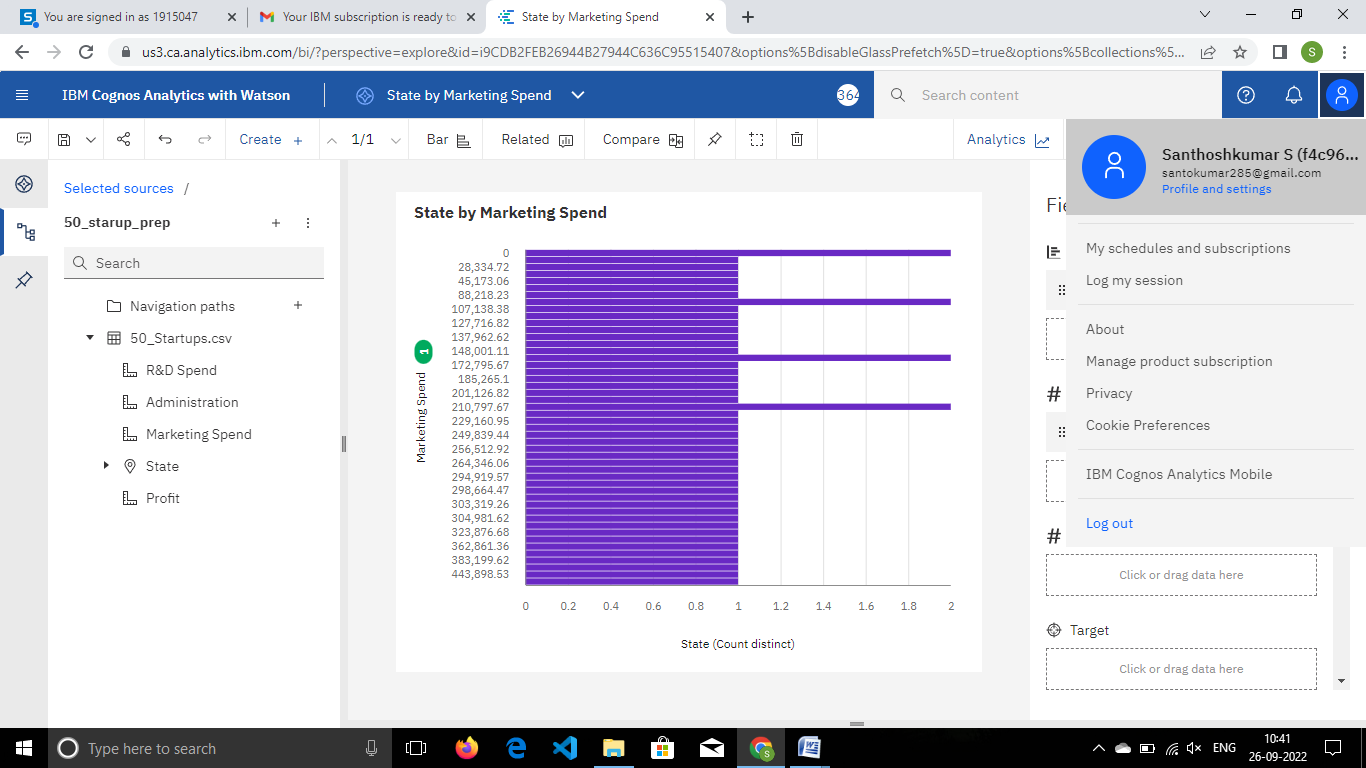 You are signed in as 1915047
Your IBM subscription is ready to
State by Marketing Spend
us3.ca.analytics.ibm.com/bi/?perspective=explore&id=i9CDB2FEB26944B27944C636C95515407&options%5BdisableGlassPrefetch%5D=true&options%5Bcollections%5...
S
IBM Cognos Analytics with Watson
State by Marketing Spend
364
Search content
Create
1/1
Bar
Related
Compare
Analytics
Santhoshkumar S (f4c96...
santokumar285@gmail.com
Profile and settings
My schedules and subscriptions
Log my session
About
Manage product subscription
Privacy
Cookie Preferences
IBM Cognos Analytics Mobile
Log out
Selected sources /
50_starup_prep
Search
Navigation paths
50_Startups.csv
R&D Spend
Administration
Marketing Spend
State
Profit
State by Marketing Spend
1
Marketing Spend
0
28,334.72
45,173.06
88,218.23
107,138.38
127,716.82
137,962.62
148,001.11
172,795.67
185,265.1
201,126.82
210,797.67
229,160.95
249,839.44
256,512.92
264,346.06
294,919.57
298,664.47
303,319.26
304,981.62
323,876.68
362,861.36
383,199.62
443,898.53
0 0.2 0.4 0.6 0.8 1 1.2 1.4 1.6 1.8 2
State (Count distinct)
#
#
Click or drag data here
Target
Click or drag data here
Type here to search
S
ENG
10:41
26-09-2022